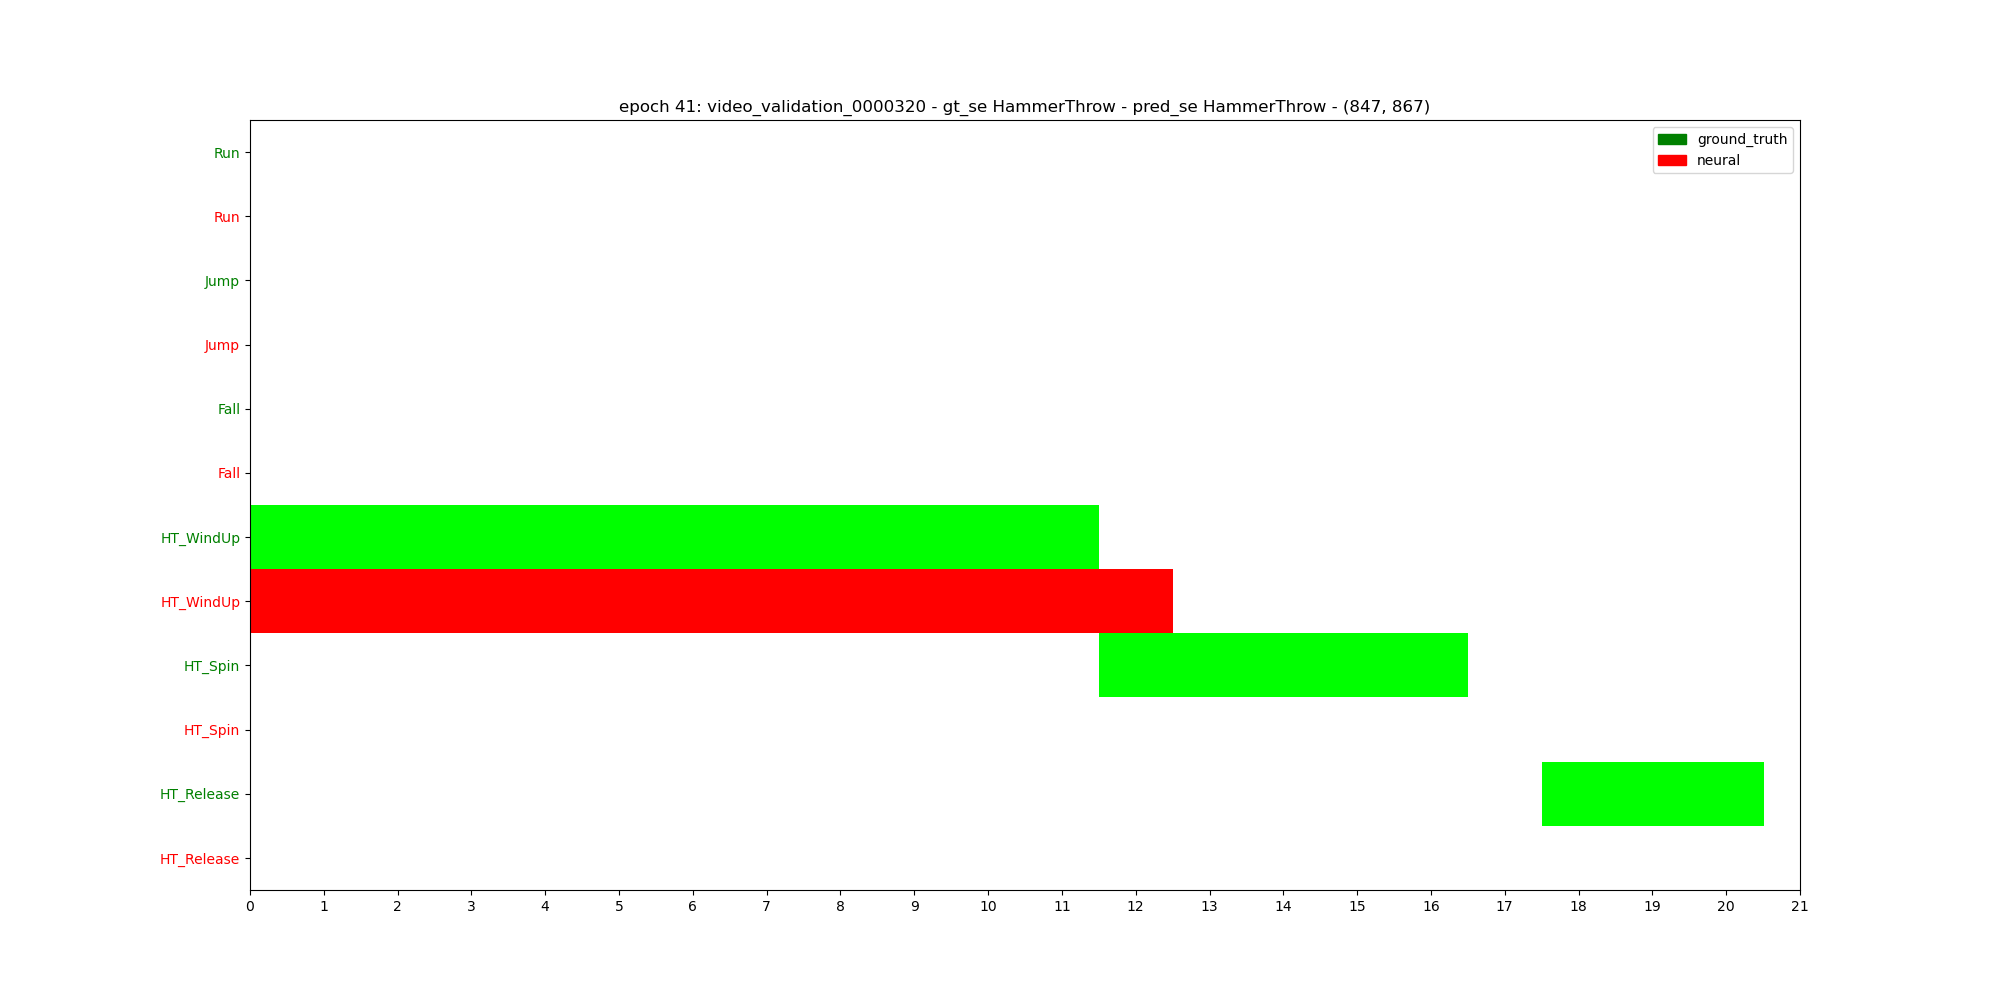 epoch 41: video_validation_0000320 - gt_se HammerThrow - pred_se HammerThrow - (847, 867)
ground_truth
neural
Run
Run
Jump
Jump
Fall
Fall
HT_WindUp
HT_WindUp
HT_Spin
HT_Spin
HT_Release
HT_Release
0 1 2 3 4 5 6 7 8 9 10 11 12 13 14 15 16 17 18 19 20 21